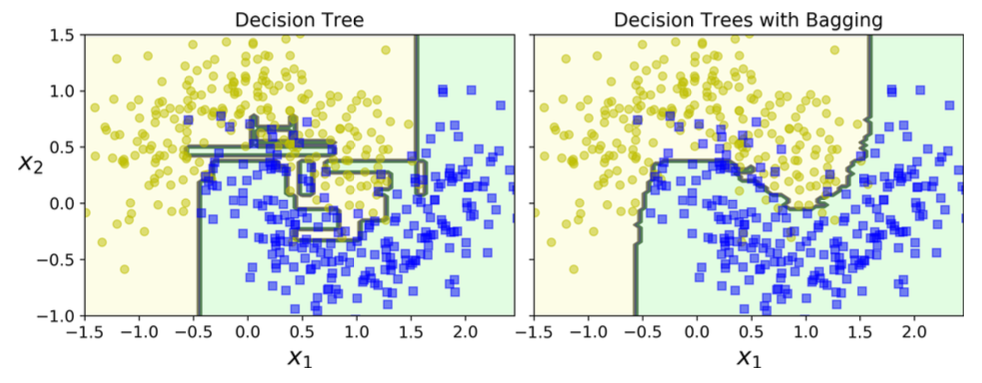 Decision Tree
Decision Trees with Bagging
1.5
1.0
0.5
0.0
−0.5
−1.0
x₂
−1.5 −1.0 −0.5 0.0 0.5 1.0 1.5 2.0
−1.5 −1.0 −0.5 0.0 0.5 1.0 1.5 2.0
x₁
x₁